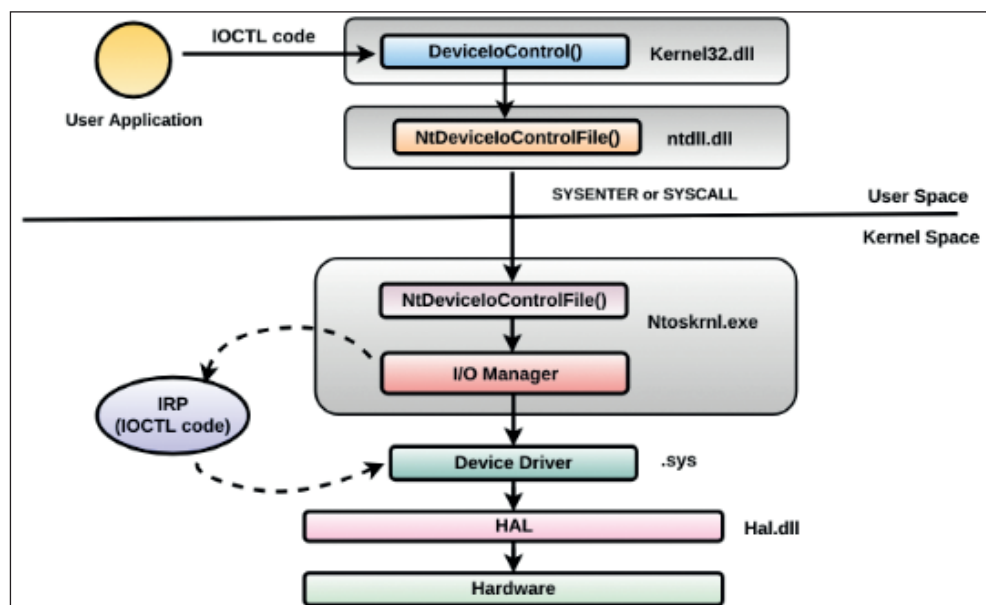 IOCTL code
DeviceIoControl()
Kernel32.dll
User Application
NtDeviceIoControlFile()
ntdll.dll
SYSENTER or SYSCALL
User Space
Kernel Space
NtDeviceIoControlFile()
Ntoskrnl.exe
I/O Manager
IRP
(IOCTL code)
Device Driver
.sys
HAL
Hal.dll
Hardware